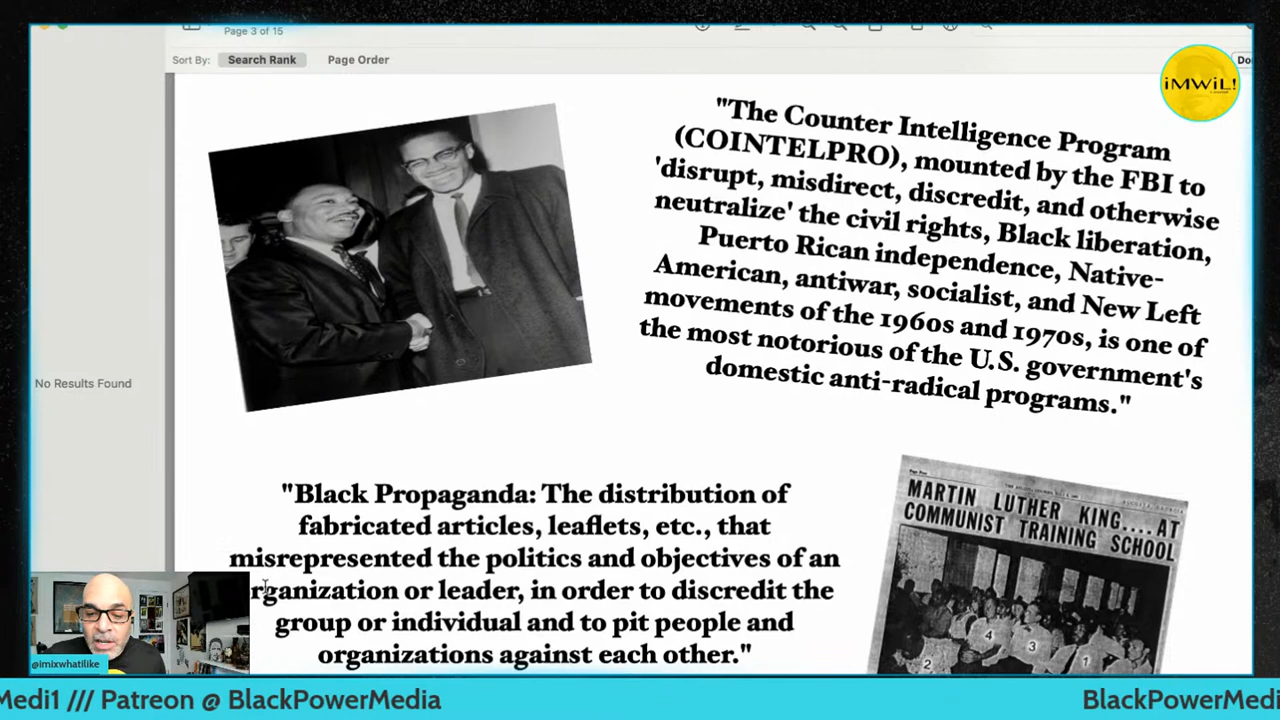 Page 3 of 15
Sort By: Search Rank Page Order
iMWiL!
"The Counter Intelligence Program
(COINTELPRO), mounted by the FBI to
'disrupt, misdirect, discredit, and otherwise
neutralize' the civil rights, Black liberation,
Puerto Rican independence, Native-
American, antiwar, socialist, and New Left
movements of the 1960s and 1970s, is one of
the most notorious of the U.S. government's
domestic anti-radical programs."
No Results Found
"Black Propaganda: The distribution of
fabricated articles, leaflets, etc., that
misrepresented the politics and objectives of an
rganization or leader, in order to discredit the
group or individual and to pit people and
organizations against each other."
MARTIN LUTHER KING....AT
COMMUNIST TRAINING SCHOOL
4
3
2
1
@imixwhatilike
Medi1 /// Patreon @ BlackPowerMedia
BlackPowerMedi